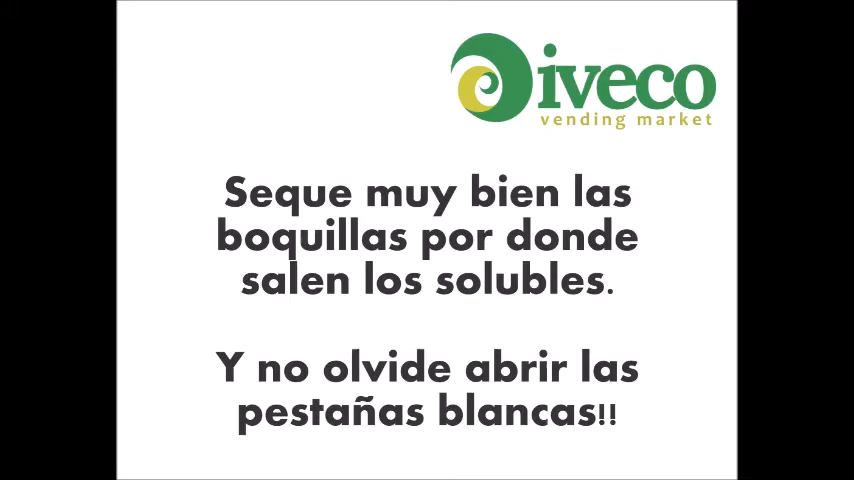 iveco
vending market
Seque muy bien las
boquillas por donde
salen los solubles.
Y no olvide abrir las
pestañas blancas!!